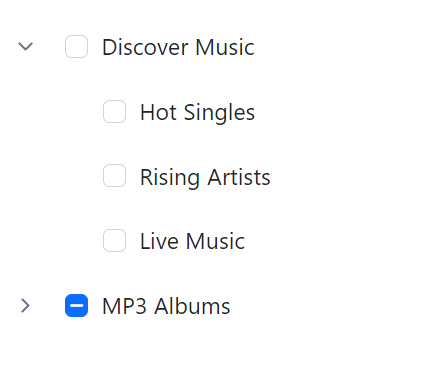 Discover Music
Hot Singles
Rising Artists
Live Music
MP3 Albums